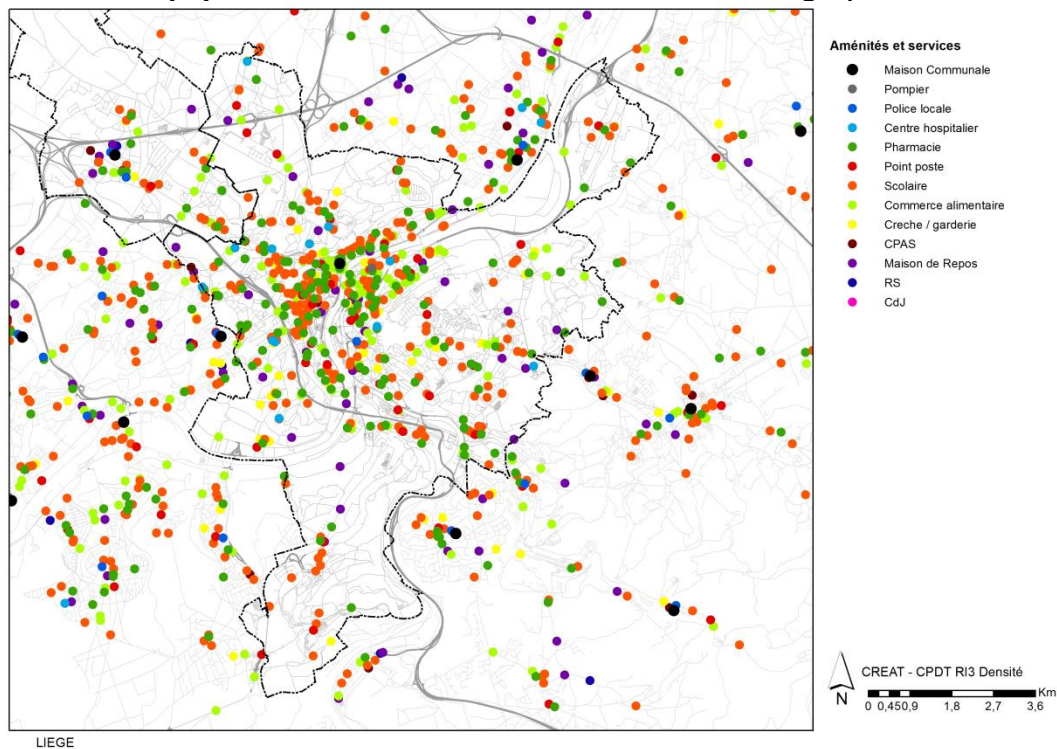 Aménités et services
Maison Communale
Pompier
Police locale
Centre hospitalier
Pharmacie
Point poste
Scolaire
Commerce alimentaire
Creche / garderie
CPAS
Maison de Repos
RS
CdJ
CREAT - CPDT RI3 Densité
N
Km
0 0,450,9 1,8 2,7 3,6
LIEGE